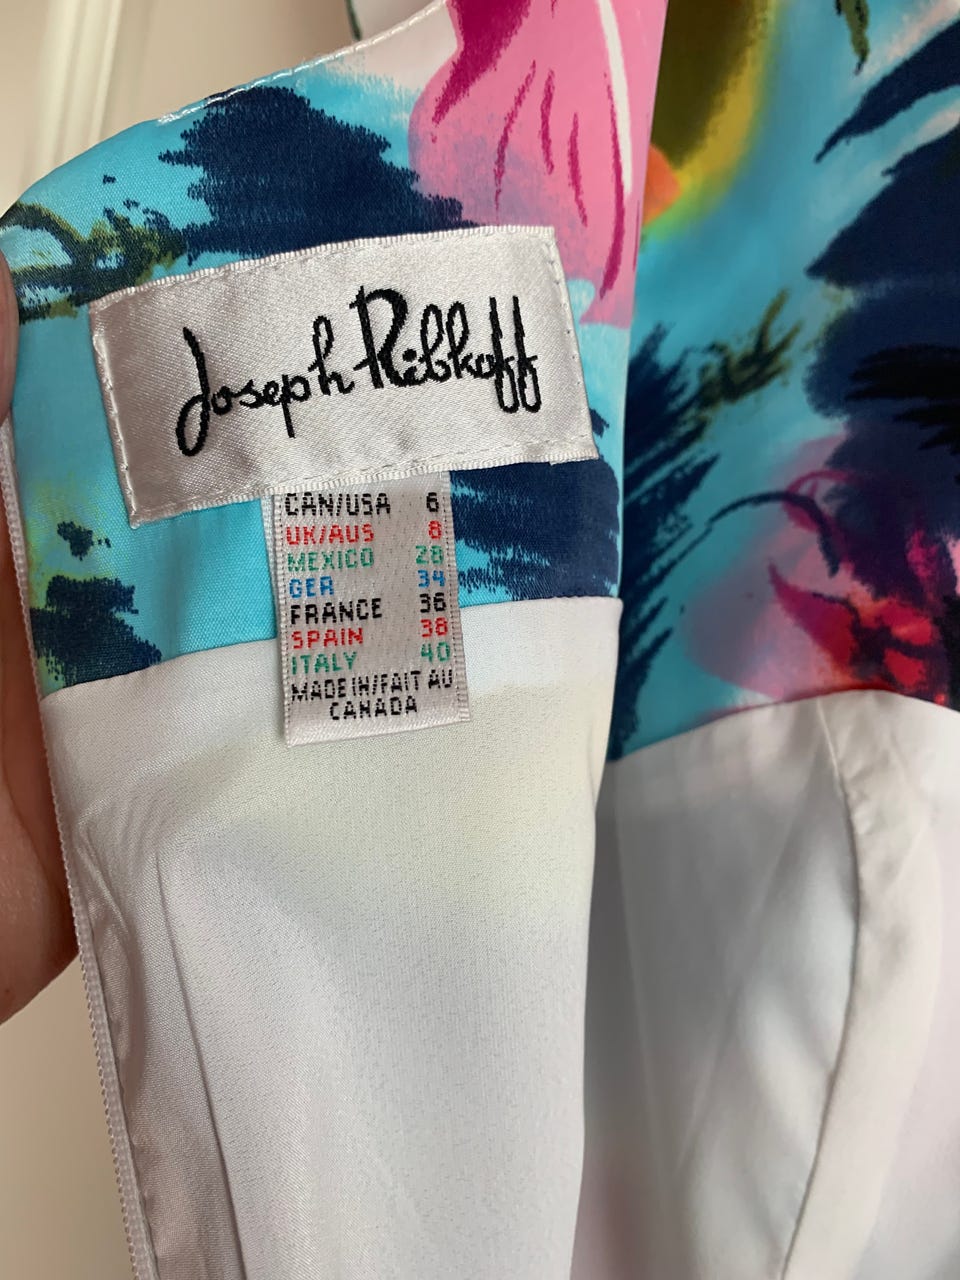 Joseph Ribkoff
CAN/USA 6
UK/AUS 8
MEXICO 28
GER 34
FRANCE 36
SPAIN 38
ITALY 40
MADE IN/FAIT AU
CANADA